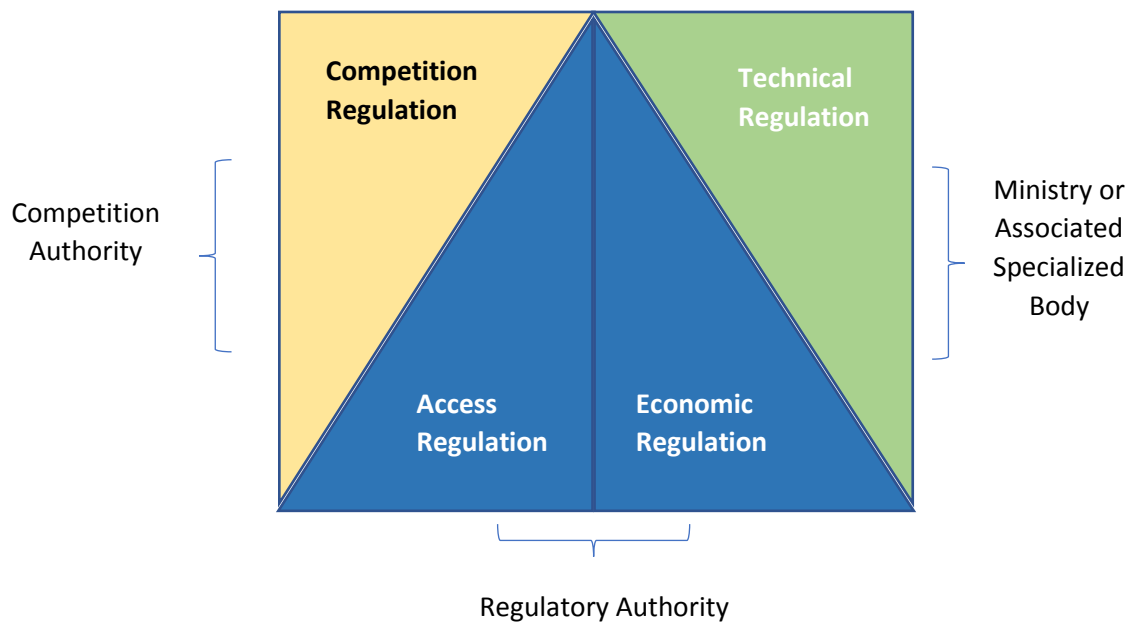 Competition
Regulation
Technical
Regulation
Competition
Authority
Ministry or
Associated
Specialized
Body
Access
Regulation
Economic
Regulation
Regulatory Authority